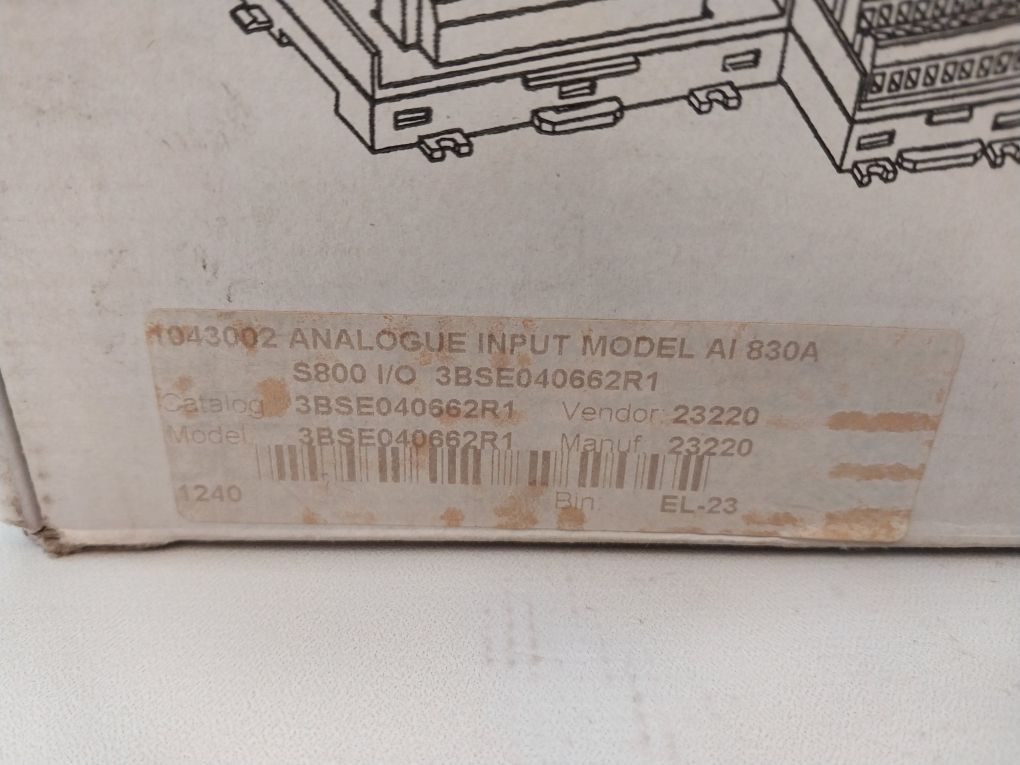 1043002 ANALOGUE INPUT MODEL AI 830A
S800 I/O 3BSE040662R1
Catalog 3BSE040662R1 Vendor: 23220
Model: 3BSE040662R1 Manuf 23220
1240 Bin: EL-23